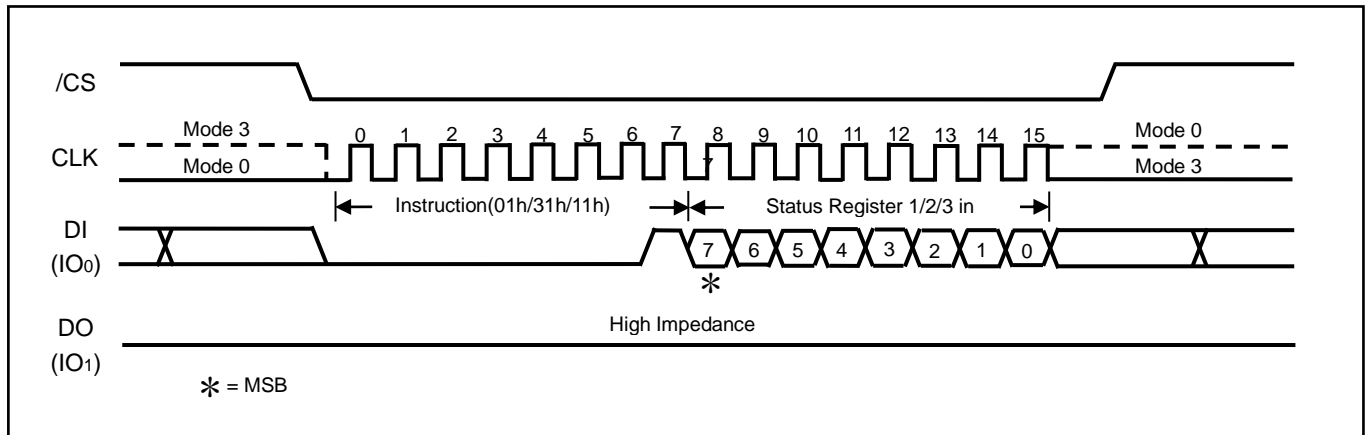 /CS
Mode 3
0 1 2 3 4 5 6 7 8 9 10 11 12 13 14 15
Mode 0
CLK
7
Mode 0
Mode 3
Instruction(01h/31h/11h)
Status Register 1/2/3 in
DI
(IO0)
7 6 5 4 3 2 1 0
*
DO
High Impedance
(IO1)
* = MSB